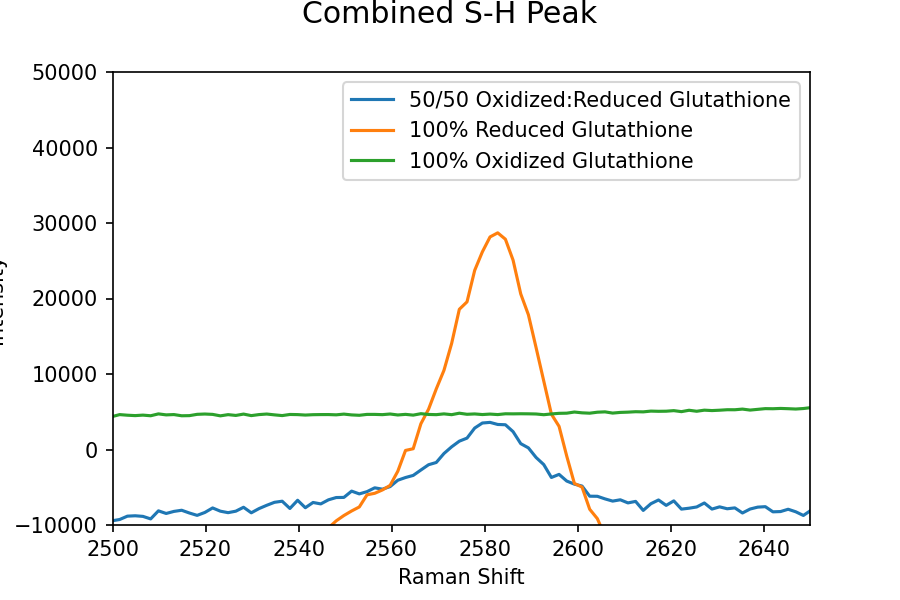 Combined S-H Peak
50000
40000
30000
20000
10000
0
−10000
50/50 Oxidized:Reduced Glutathione
100% Reduced Glutathione
100% Oxidized Glutathione
2500 2520 2540 2560 2580 2600 2620 2640
Raman Shift